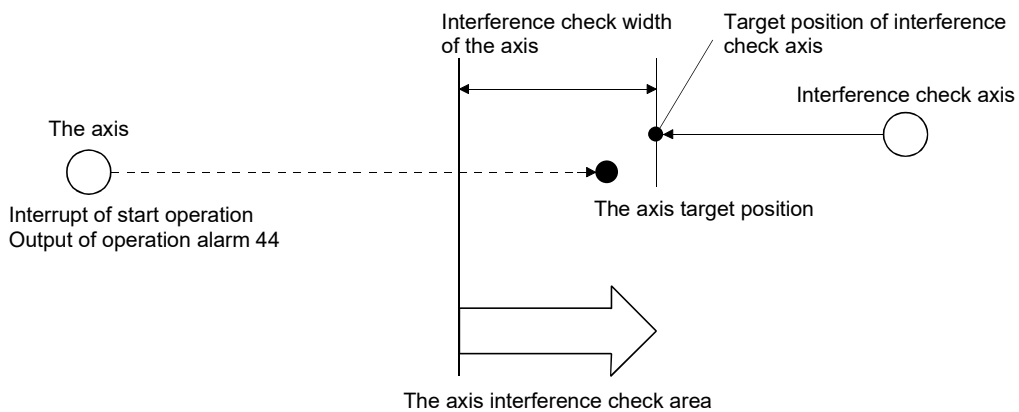 Interference check width
of the axis
Target position of interference
check axis
Interference check axis
The axis
Interrupt of start operation
Output of operation alarm 44
The axis target position
The axis interference check area